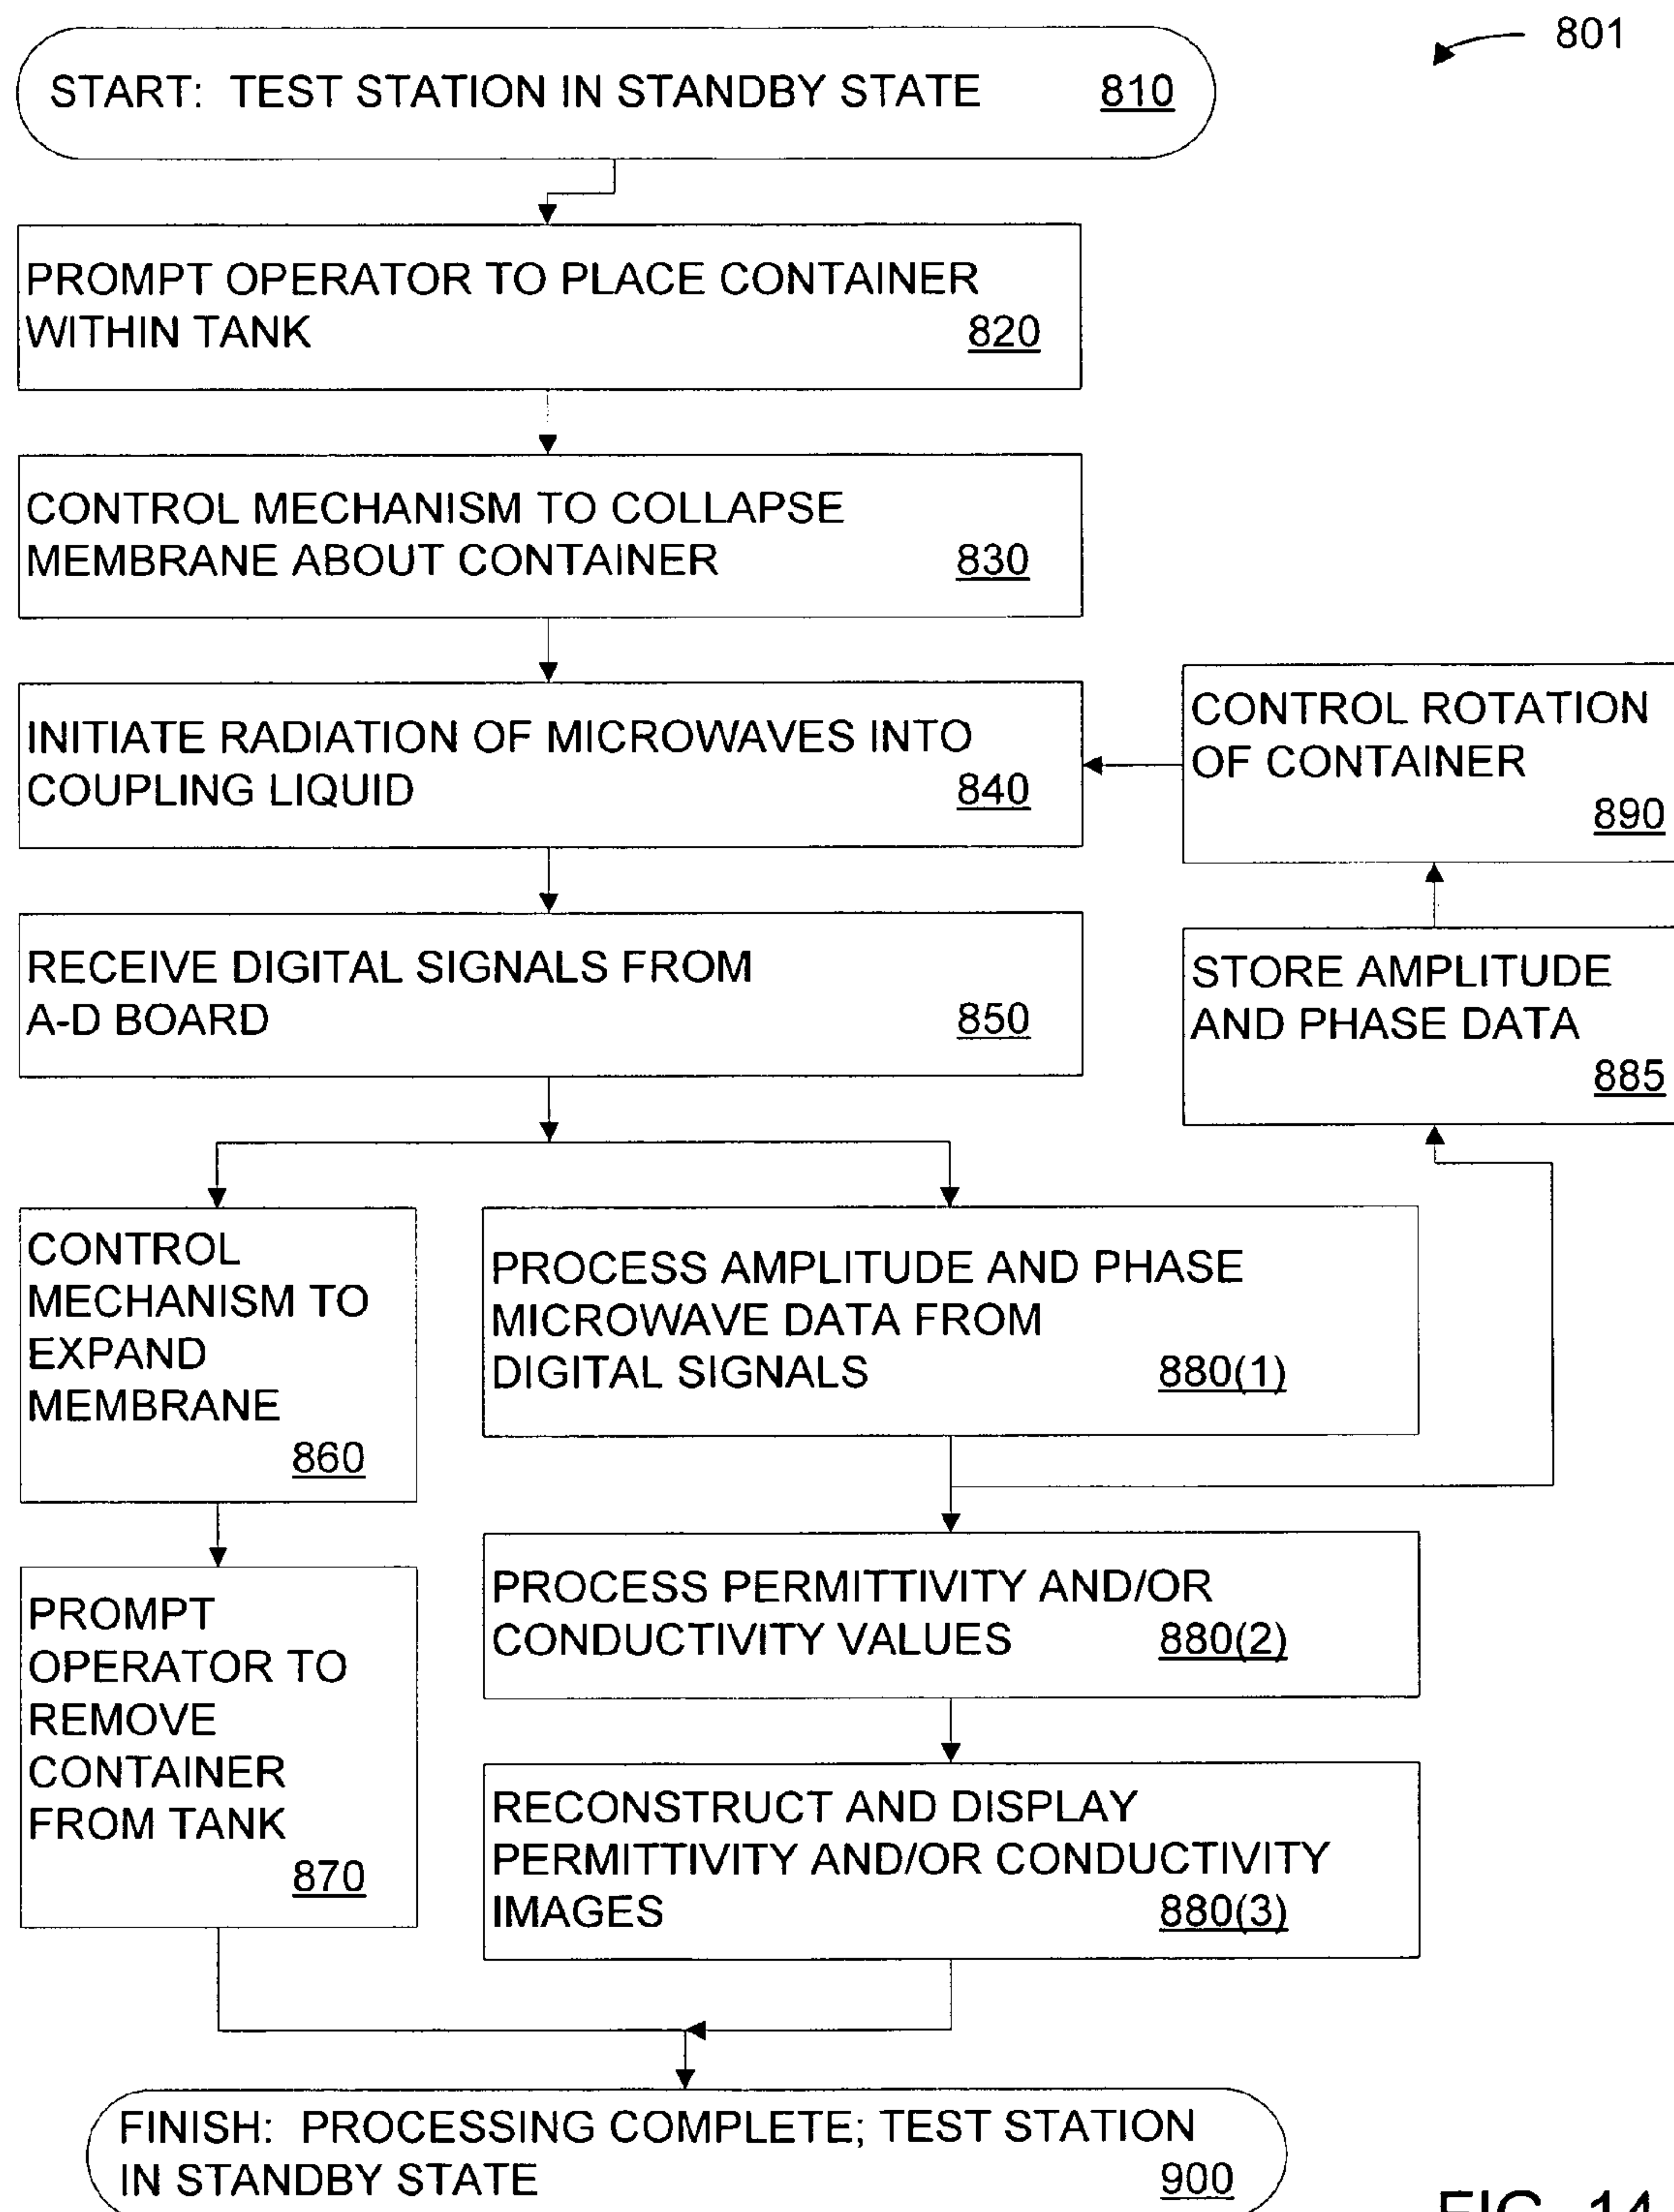 801
START: TEST STATION IN STANDBY STATE 810
PROMPT OPERATOR TO PLACE CONTAINER
WITHIN TANK 820
CONTROL MECHANISM TO COLLAPSE
MEMBRANE ABOUT CONTAINER 830
INITIATE RADIATION OF MICROWAVES INTO
COUPLING LIQUID 840
CONTROL ROTATION
OF CONTAINER
890
RECEIVE DIGITAL SIGNALS FROM
A-D BOARD 850
STORE AMPLITUDE
AND PHASE DATA
885
CONTROL
MECHANISM TO
EXPAND
MEMBRANE
860
PROCESS AMPLITUDE AND PHASE
MICROWAVE DATA FROM
DIGITAL SIGNALS 880(1)
PROMPT
OPERATOR TO
REMOVE
CONTAINER
FROM TANK
870
PROCESS PERMITTIVITY AND/OR
CONDUCTIVITY VALUES 880(2)
RECONSTRUCT AND DISPLAY
PERMITTIVITY AND/OR CONDUCTIVITY
IMAGES 880(3)
FINISH: PROCESSING COMPLETE; TEST STATION
IN STANDBY STATE 900
FIG. 14